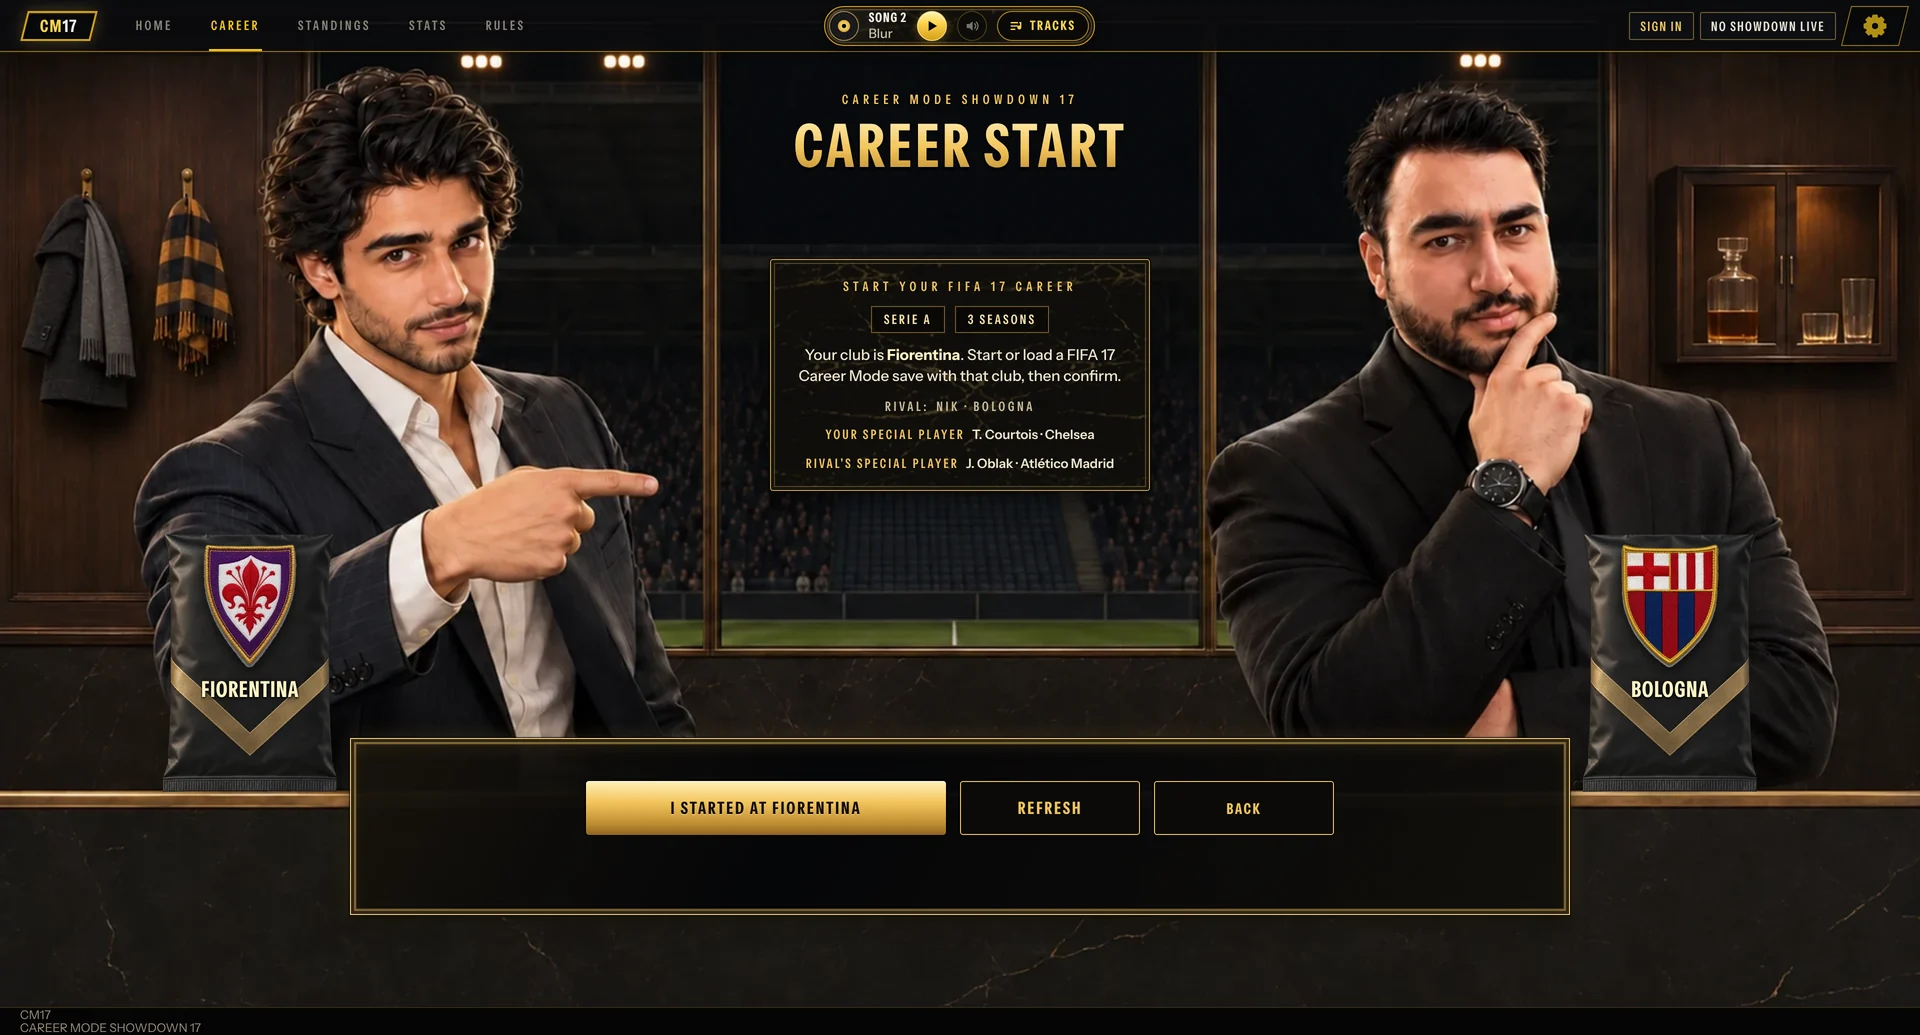 CM17
HOME
CAREER
STANDINGS
STATS
RULES
SONG 2
Blur
TRACKS
SIGN IN
NO SHOWDOWN LIVE
CAREER MODE SHOWDOWN 17
CAREER START
START YOUR FIFA 17 CAREER
SERIE A
3 SEASONS
Your club is Fiorentina. Start or load a FIFA 17
Career Mode save with that club, then confirm.
RIVAL: NIK · BOLOGNA
YOUR SPECIAL PLAYER T. Courtois · Chelsea
RIVAL'S SPECIAL PLAYER J. Oblak · Atlético Madrid
FIORENTINA
BOLOGNA
I STARTED AT FIORENTINA
REFRESH
BACK
CM17
CAREER MODE SHOWDOWN 17